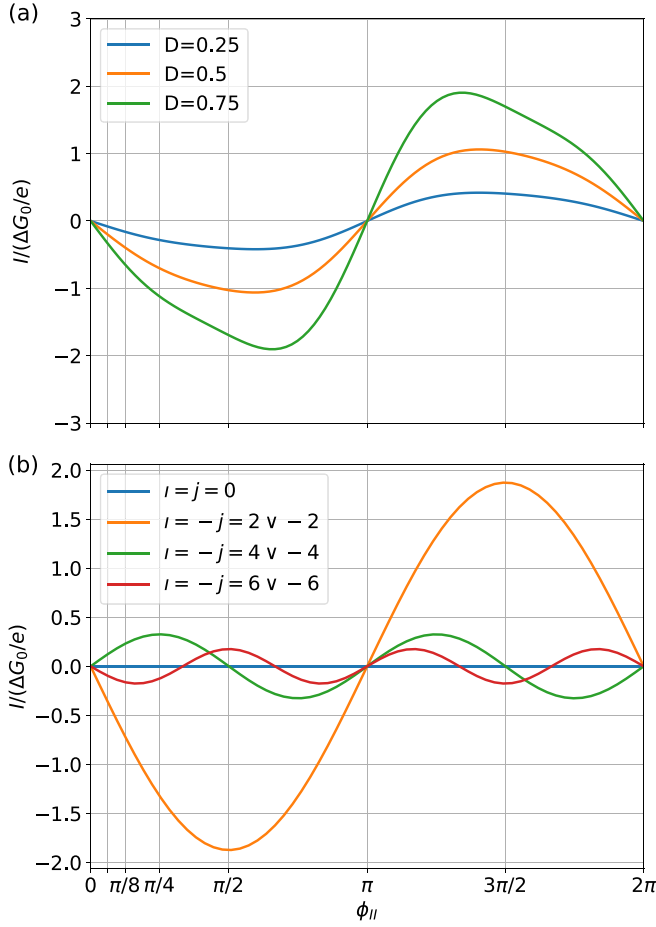 (a)
3
2
1
0
−1
−2
−3
I/(ΔG₀/e)
D=0.25
D=0.5
D=0.75
(b)
2.0
1.5
1.0
0.5
0.0
−0.5
−1.0
−1.5
−2.0
I/(ΔG₀/e)
ı = j = 0
ı = −j = 2 ∨ −2
ı = −j = 4 ∨ −4
ı = −j = 6 ∨ −6
0 π/8 π/4 π/2 π 3π/2 2π
ϕ_II